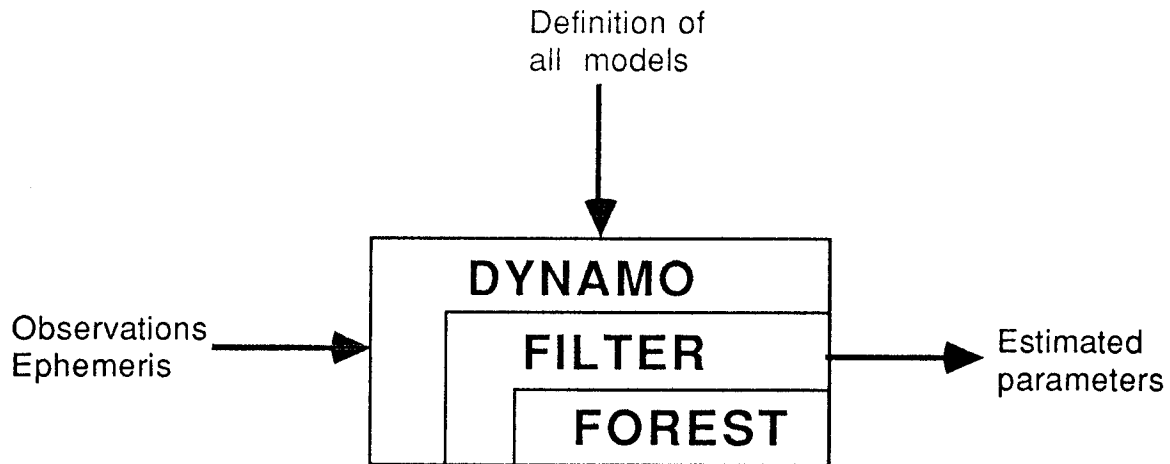 Definition of
all models
DYNAMO
Observations
Ephemeris
FILTER
Estimated
parameters
FOREST